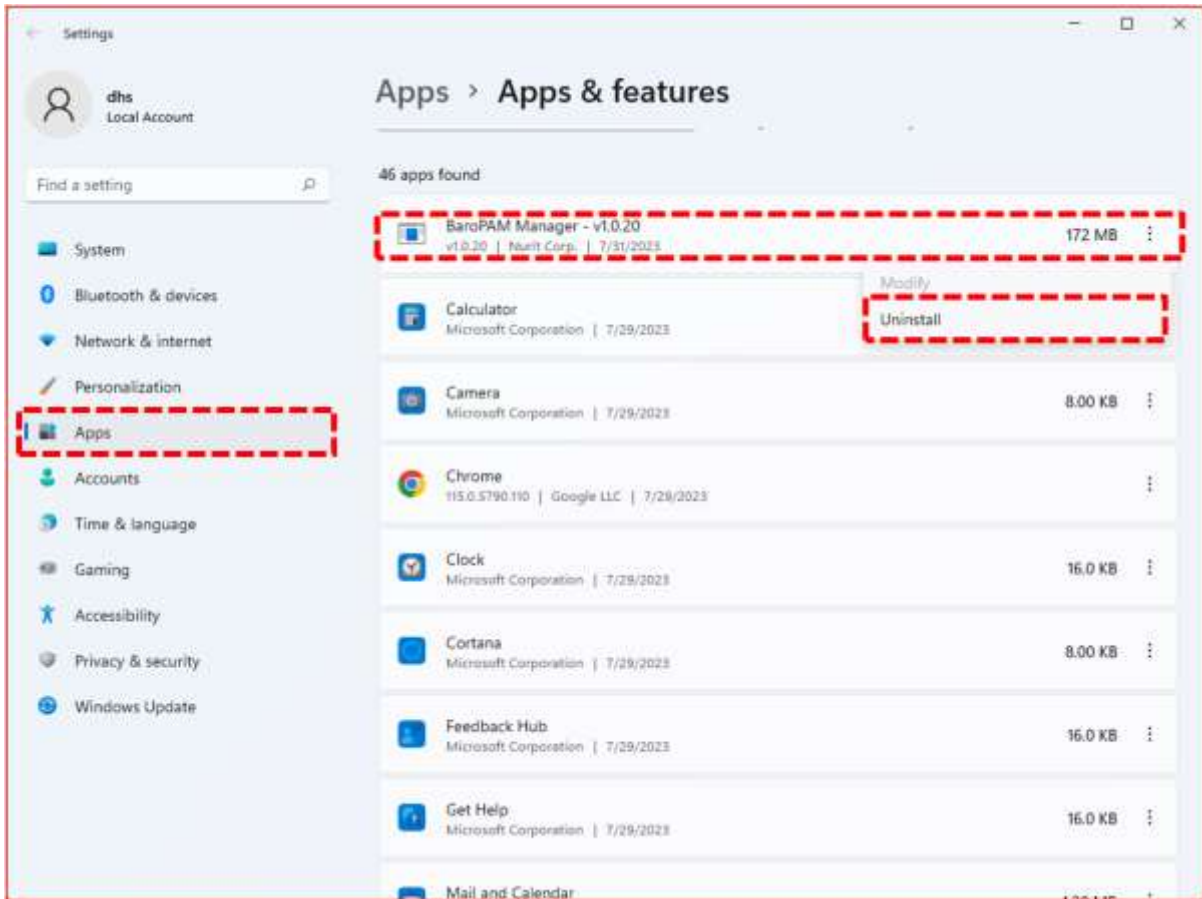 Settings
dhs
Local Account
Find a setting
System
Bluetooth & devices
Network & internet
Personalization
Apps
Accounts
Time & language
Gaming
Accessibility
Privacy & security
Windows Update
Apps > Apps & features
46 apps found
BaroPAM Manager - v1.0.20
v1.0.20 | Nurit Corp. | 7/31/2023
172 MB
Modify
Uninstall
Calculator
Microsoft Corporation | 7/29/2023
Camera
Microsoft Corporation | 7/29/2023
8.00 KB
Chrome
115.0.5790.110 | Google LLC | 7/29/2023
Clock
Microsoft Corporation | 7/29/2023
16.0 KB
Cortana
Microsoft Corporation | 7/29/2023
8.00 KB
Feedback Hub
Microsoft Corporation | 7/29/2023
16.0 KB
Get Help
Microsoft Corporation | 7/29/2023
16.0 KB
Mail and Calendar